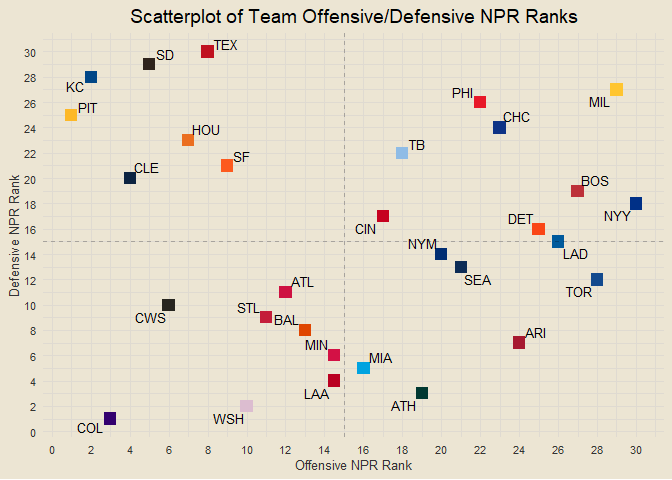 Scatterplot of Team Offensive/Defensive NPR Ranks
Defensive NPR Rank
30
28
26
24
22
20
18
16
14
12
10
8
6
4
2
0
TEX
SD
KC
PIT
PHI
MIL
CHC
HOU
SF
TB
CLE
BOS
NYY
CIN
DET
NYM
LAD
SEA
TOR
ATL
CWS
STL
BAL
ARI
MIN
MIA
LAA
ATH
WSH
COL
0 2 4 6 8 10 12 14 16 18 20 22 24 26 28 30
Offensive NPR Rank